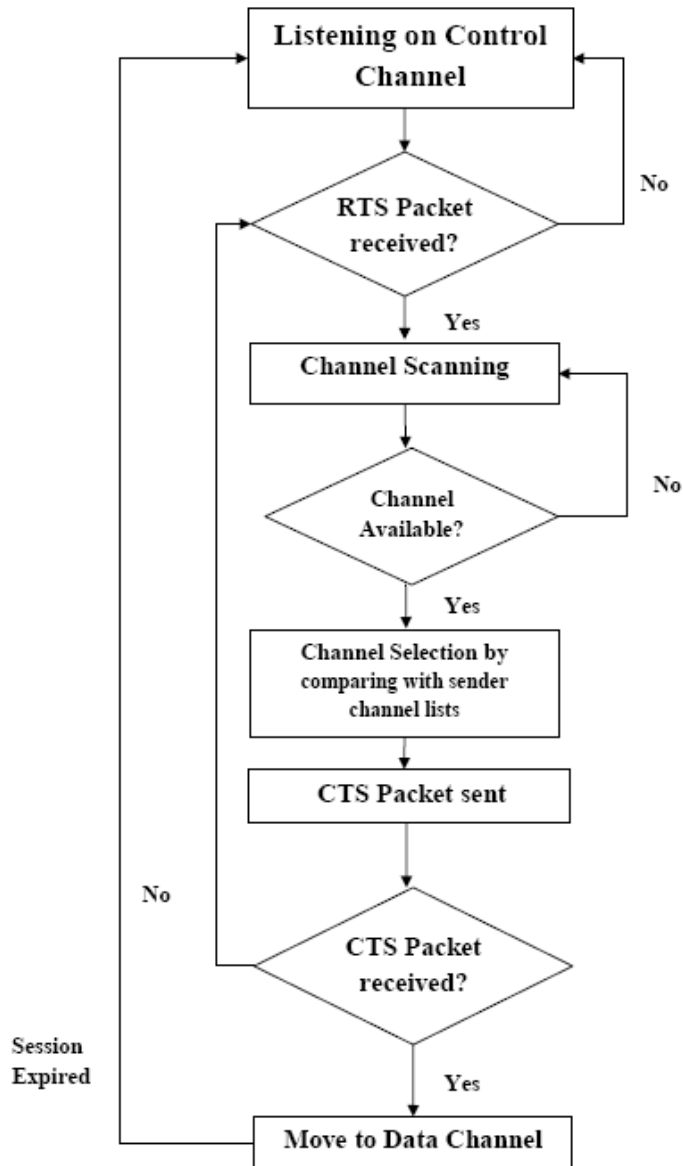 Listening on Control
Channel
RTS Packet
received?
No
Yes
Channel Scanning
Channel
Available?
No
Yes
Channel Selection by
comparing with sender
channel lists
CTS Packet sent
No
CTS Packet
received?
Session
Expired
Yes
Move to Data Channel